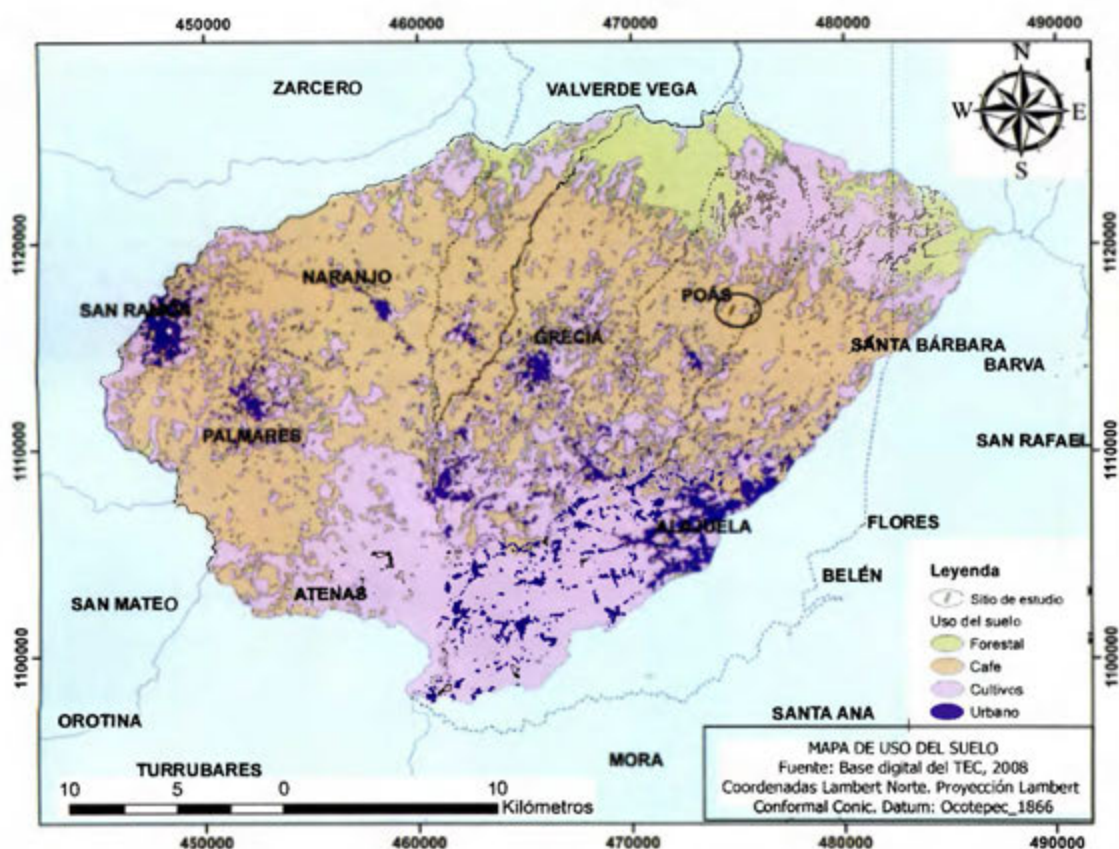 450000 460000 470000 480000 490000
N
W E
S
ZARCERO
VALVERDE VEGA
1120000
1120000
NARANJO
SAN RAMÓN
POÁS
GRECIA
SANTA BÁRBARA
BARVA
PALMARES
SAN RAFAEL
1110000
1110000
ALAJUELA
FLORES
BELÉN
ATENAS
SAN MATEO
Leyenda
Sitio de estudio
Uso del suelo
Forestal
Cafe
Cultivos
Urbano
1100000
1100000
OROTINA
SANTA ANA
MORA
TURRUBARES
MAPA DE USO DEL SUELO
Fuente: Base digital del TEC, 2008
Coordenadas Lambert Norte. Proyección Lambert
Conformal Conic. Datum: Ocotepec_1866
10 5 0 10
Kilómetros
450000 460000 470000 480000 490000